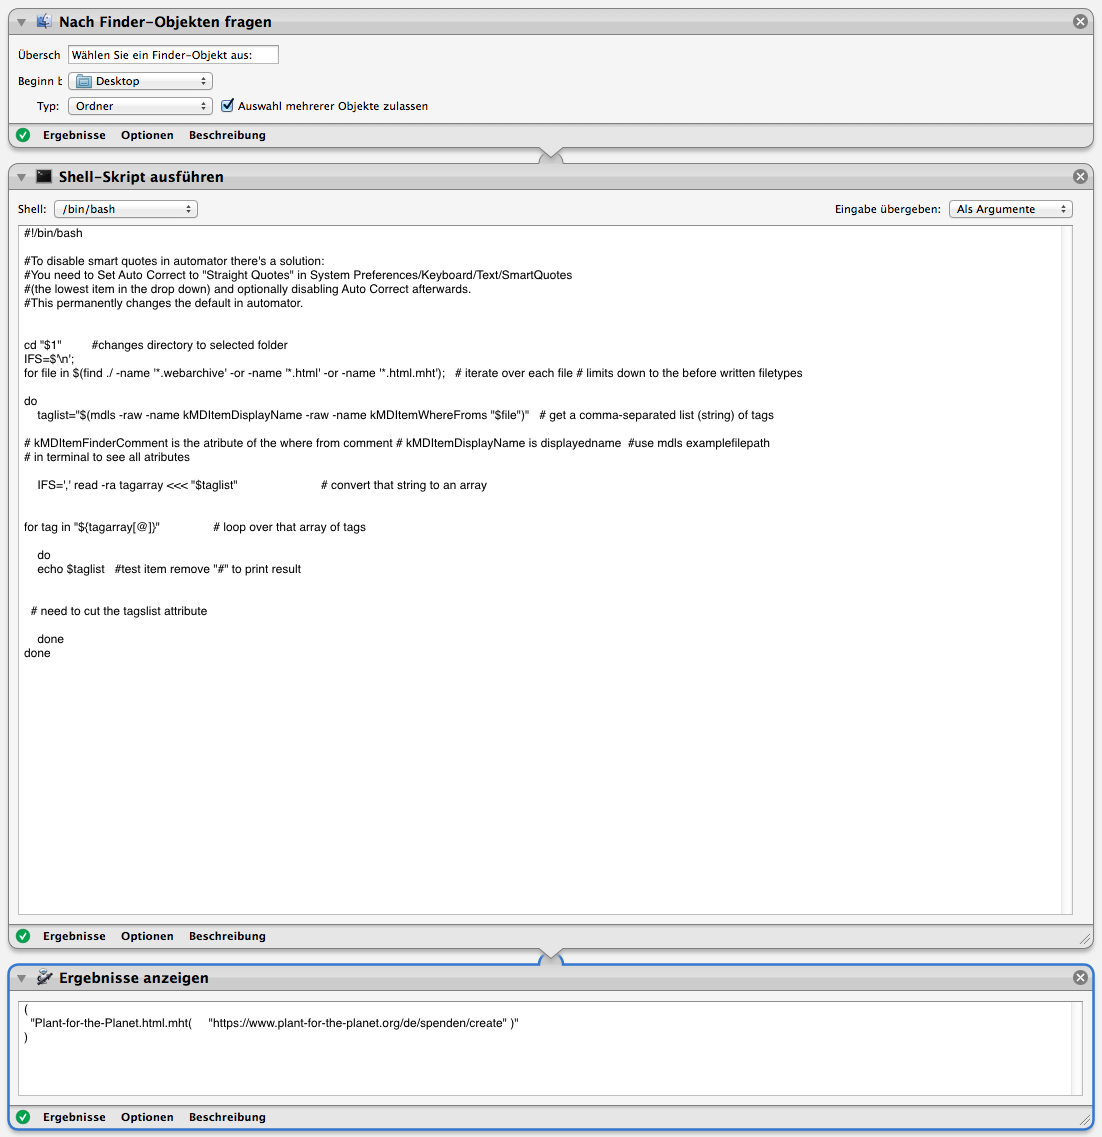 Nach Finder-Objekten fragen
Übersch Wählen Sie ein Finder-Objekt aus:
Beginn b Desktop
Typ: Ordner Auswahl mehrerer Objekte zulassen
Ergebnisse Optionen Beschreibung
Shell-Skript ausführen
Shell: /bin/bash Eingabe übergeben: Als Argumente
#!/bin/bash
#To disable smart quotes in automator there's a solution:
#You need to Set Auto Correct to "Straight Quotes" in System Preferences/Keyboard/Text/SmartQuotes
#(the lowest item in the drop down) and optionally disabling Auto Correct afterwards.
#This permanently changes the default in automator.
cd "$1" #changes directory to selected folder
IFS=$'\n';
for file in $(find ./ -name '*.webarchive' -or -name '*.html' -or -name '*.html.mht'); # iterate over each file # limits down to the before written filetypes
do
taglist="$(mdls -raw -name kMDItemDisplayName -raw -name kMDItemWhereFroms "$file")" # get a comma-separated list (string) of tags
# kMDItemFinderComment is the atribute of the where from comment # kMDItemDisplayName is displayedname #use mdls examplefilepath
# in terminal to see all atributes
IFS=',' read -ra tagarray <<< "$taglist" # convert that string to an array
for tag in "${tagarray[@]}" # loop over that array of tags
do
echo $taglist #test item remove "#" to print result
# need to cut the tagslist attribute
done
done
Ergebnisse Optionen Beschreibung
Ergebnisse anzeigen
(
"Plant-for-the-Planet.html.mht( "https://www.plant-for-the-planet.org/de/spenden/create" )"
)
Ergebnisse Optionen Beschreibung